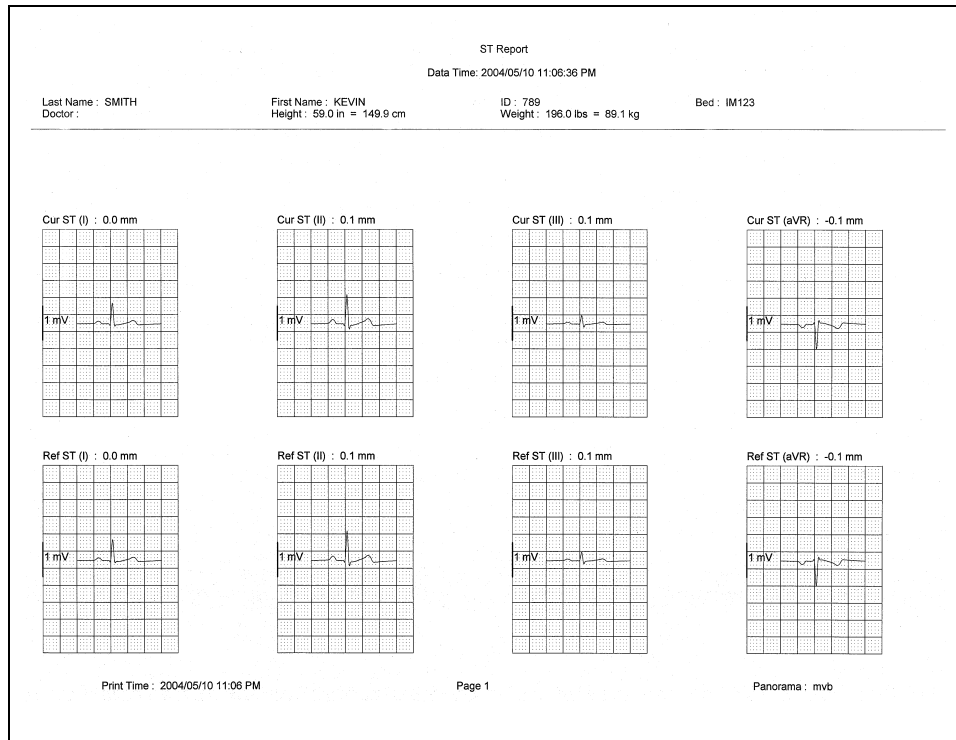 ST Report
Data Time: 2004/05/10 11:06:36 PM
Last Name : SMITH First Name : KEVIN ID : 789 Bed : IM123
Doctor : Height : 59.0 in = 149.9 cm Weight : 196.0 lbs = 89.1 kg
Cur ST (I) : 0.0 mm Cur ST (II) : 0.1 mm Cur ST (III) : 0.1 mm Cur ST (aVR) : -0.1 mm
1 mV 1 mV 1 mV 1 mV
Ref ST (I) : 0.0 mm Ref ST (II) : 0.1 mm Ref ST (III) : 0.1 mm Ref ST (aVR) : -0.1 mm
1 mV 1 mV 1 mV 1 mV
Print Time : 2004/05/10 11:06 PM Page 1 Panorama : mvb